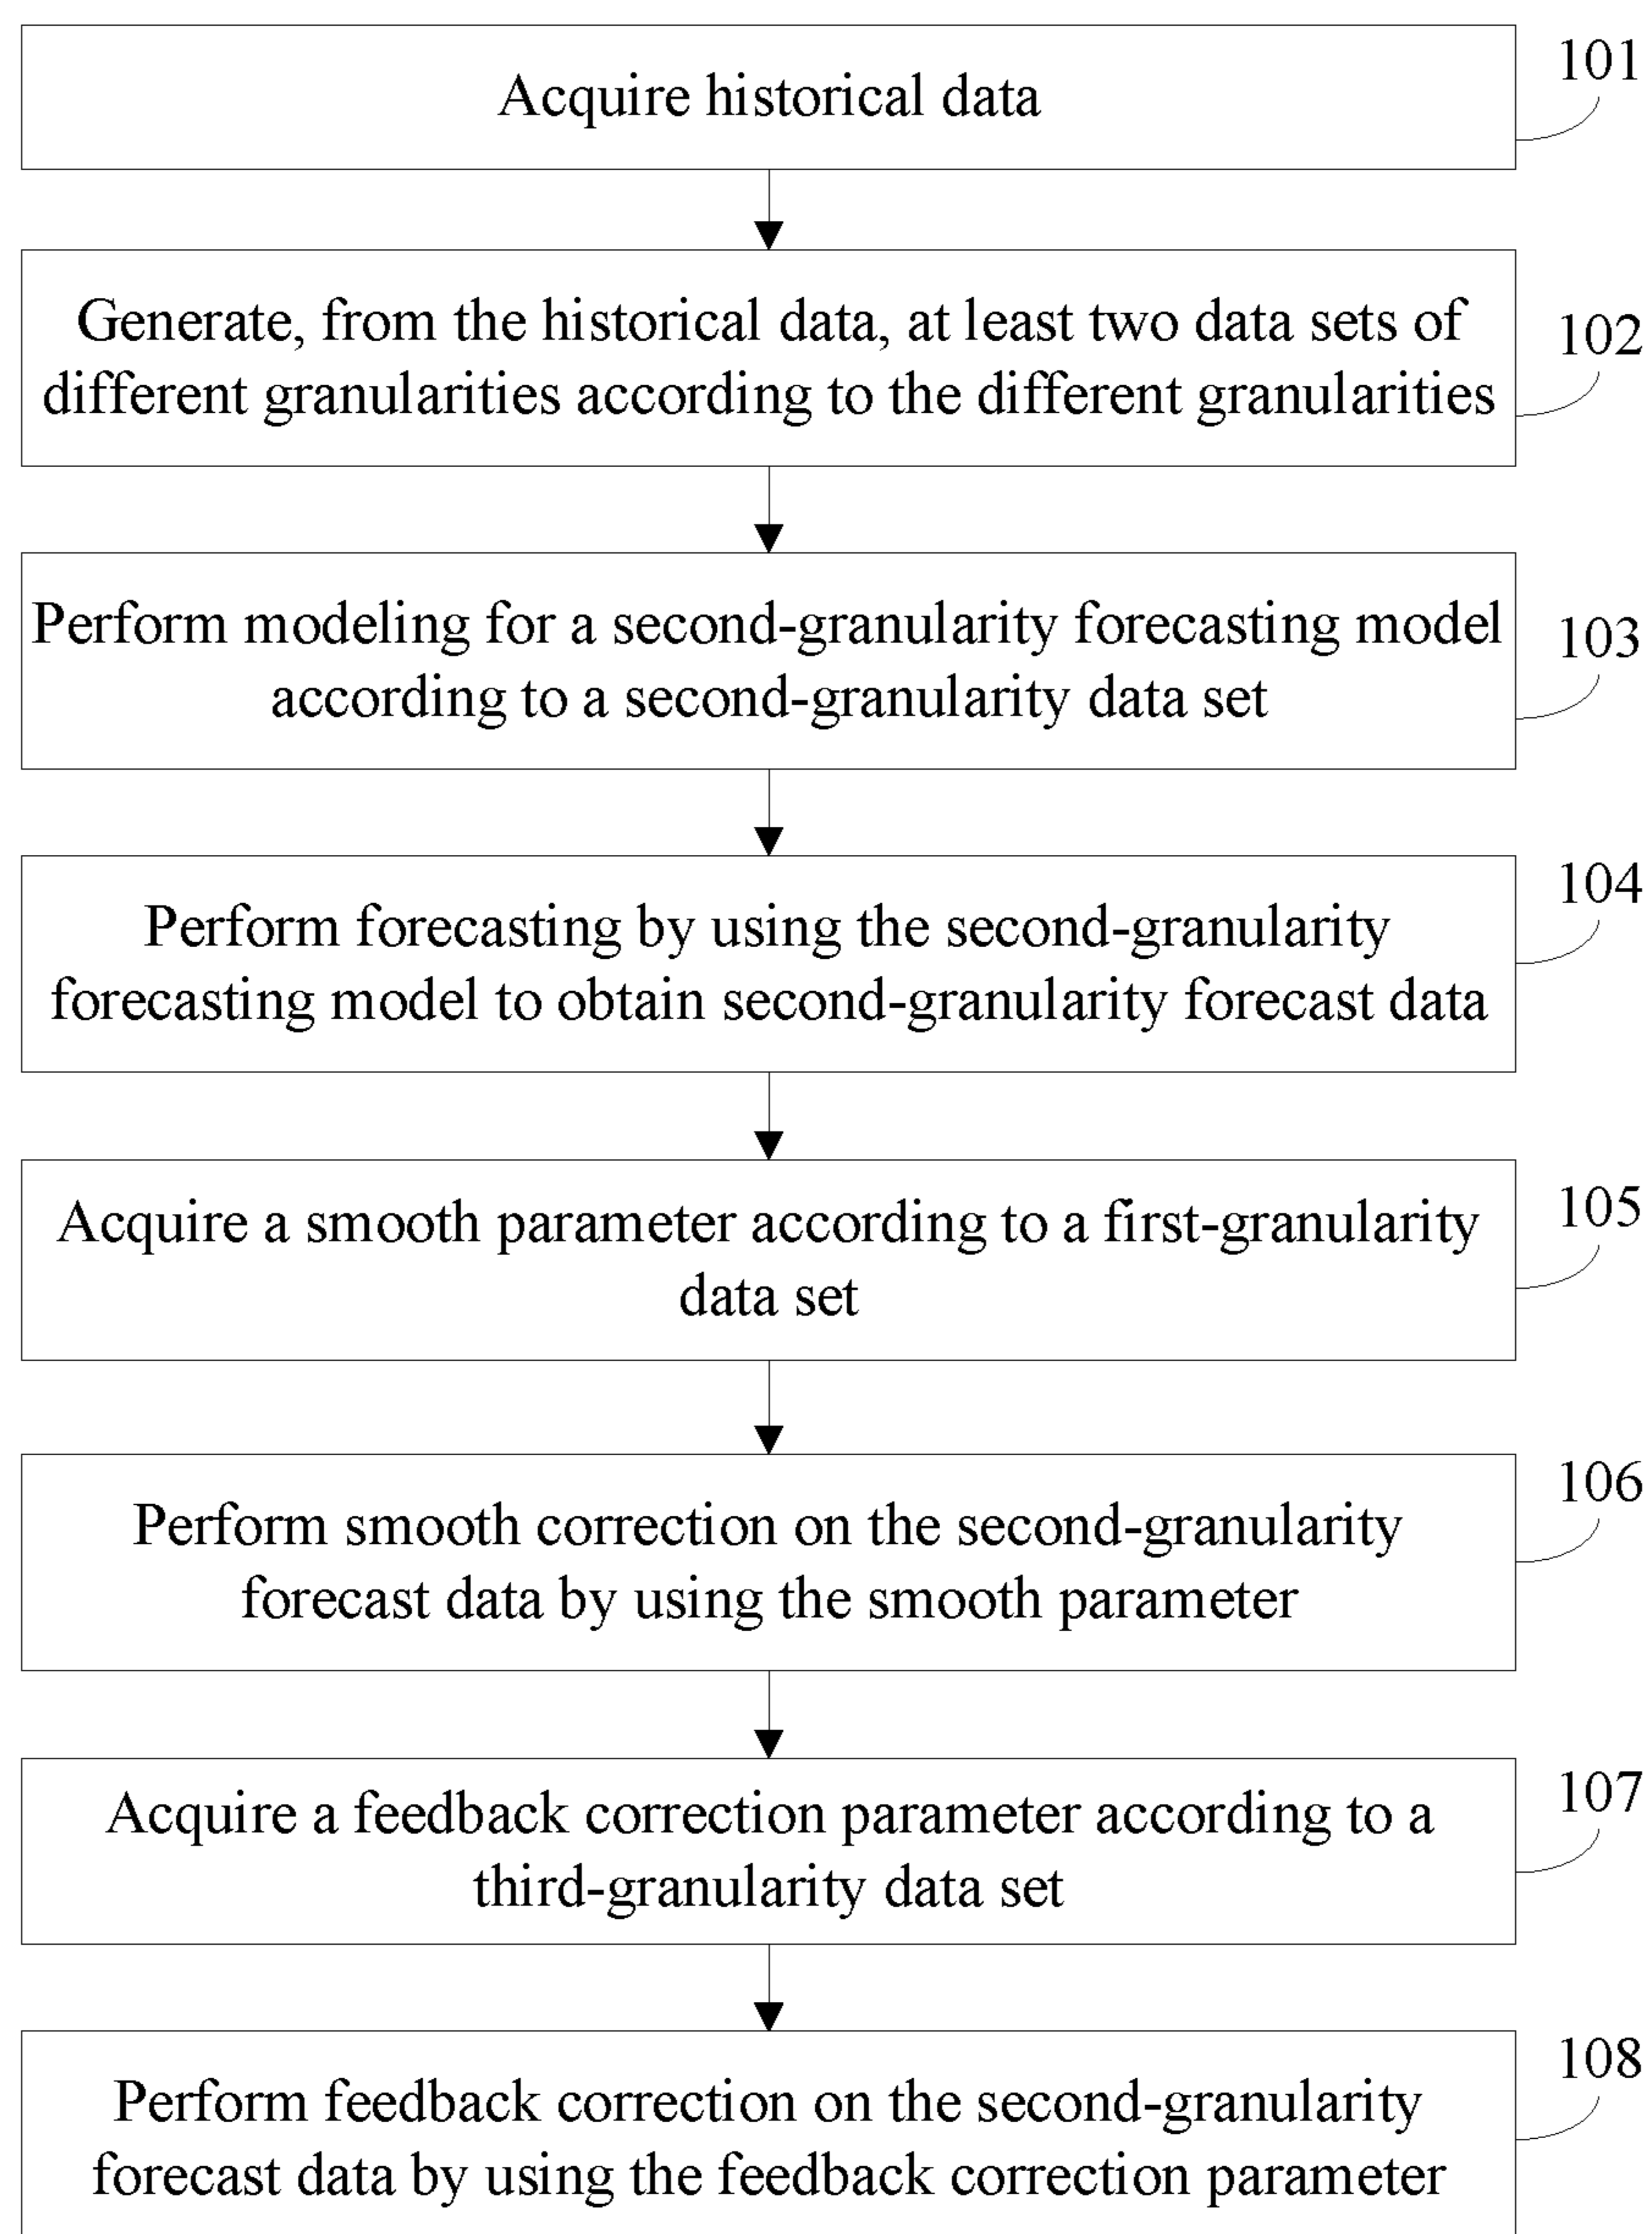 Acquire historical data
101
Generate, from the historical data, at least two data sets of
different granularities according to the different granularities
102
Perform modeling for a second-granularity forecasting model
according to a second-granularity data set
103
Perform forecasting by using the second-granularity
forecasting model to obtain second-granularity forecast data
104
Acquire a smooth parameter according to a first-granularity
data set
105
Perform smooth correction on the second-granularity
forecast data by using the smooth parameter
106
Acquire a feedback correction parameter according to a
third-granularity data set
107
Perform feedback correction on the second-granularity
forecast data by using the feedback correction parameter
108